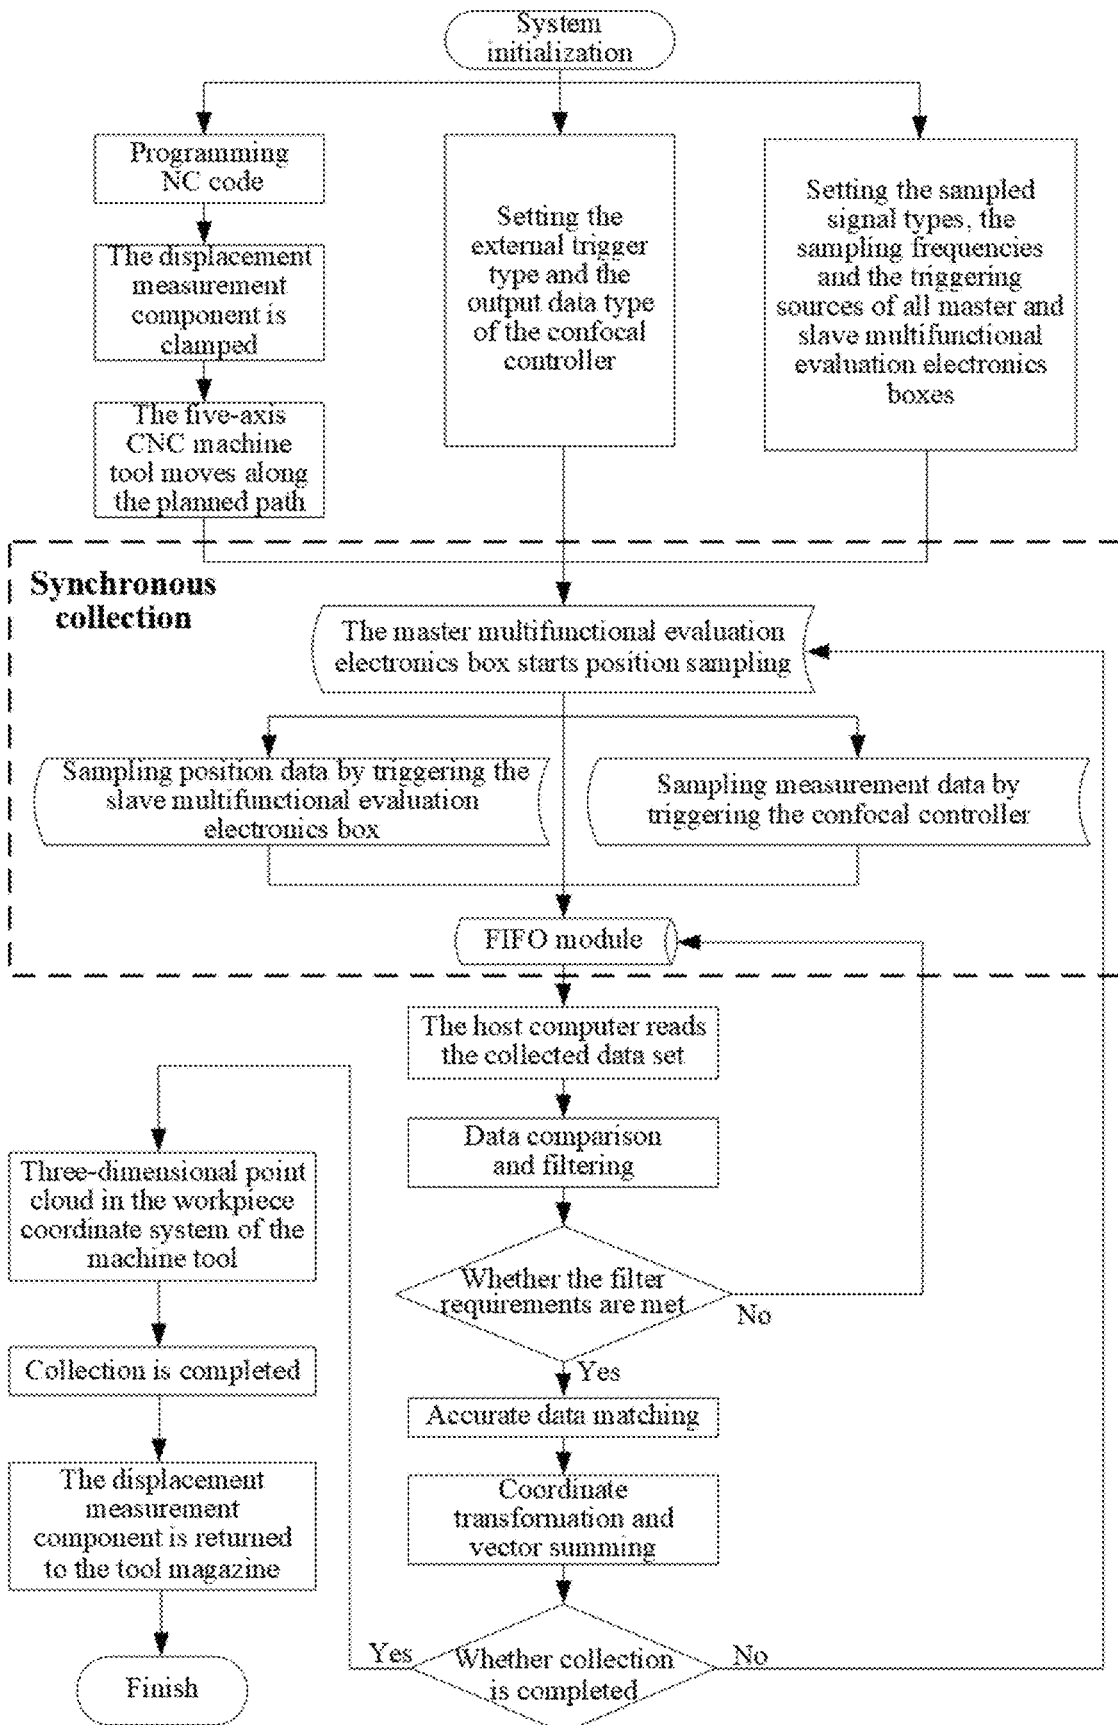 System
initialization
Programming
NC code
The displacement
measurement
component is
clamped
The five-axis
CNC machine
tool moves along
the planned path
Setting the
external trigger
type and the
output data type
of the confocal
controller
Setting the sampled
signal types, the
sampling frequencies
and the triggering
sources of all master and
slave multifunctional
evaluation electronics
boxes
Synchronous
collection
The master multifunctional evaluation
electronics box starts position sampling
Sampling position data by triggering the
slave multifunctional evaluation
electronics box
Sampling measurement data by
triggering the confocal controller
FIFO module
The host computer reads
the collected data set
Data comparison
and filtering
Whether the filter
requirements are met
No
Yes
Accurate data matching
Coordinate
transformation and
vector summing
Whether collection
is completed
Yes
No
Three-dimensional point
cloud in the workpiece
coordinate system of the
machine tool
Collection is completed
The displacement
measurement
component is returned
to the tool magazine
Finish